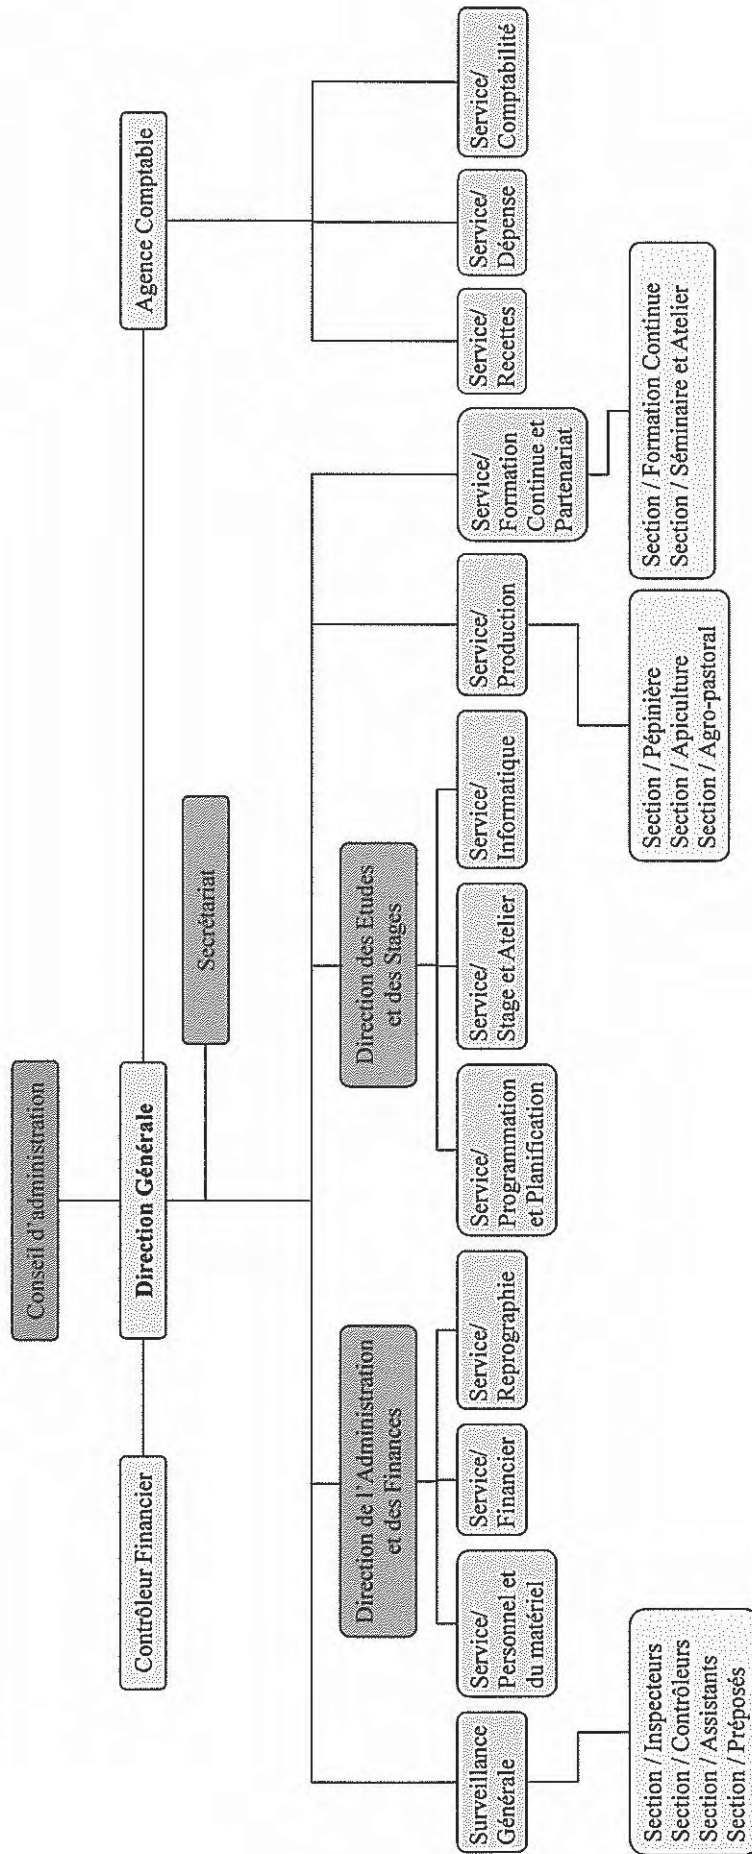 Conseil d'administration
Contrôleur Financier
Direction Générale
Agence Comptable
Secrétariat
Direction de l'Administration
et des Finances
Direction des Etudes
et des Stages
Surveillance
Générale
Service/
Personnel et
du matériel
Service/
Financier
Service/
Reprographie
Service/
Programmation
et Planification
Service/
Stage et Atelier
Service/
Informatique
Service/
Production
Service/
Formation
Continue et
Partenariat
Service/
Recettes
Service/
Dépense
Service/
Comptabilité
Section / Inspecteurs
Section / Contrôleurs
Section / Assistants
Section / Préposés
Section / Pépinière
Section / Apiculture
Section / Agro-pastoral
Section / Formation Continue
Section / Séminaire et Atelier